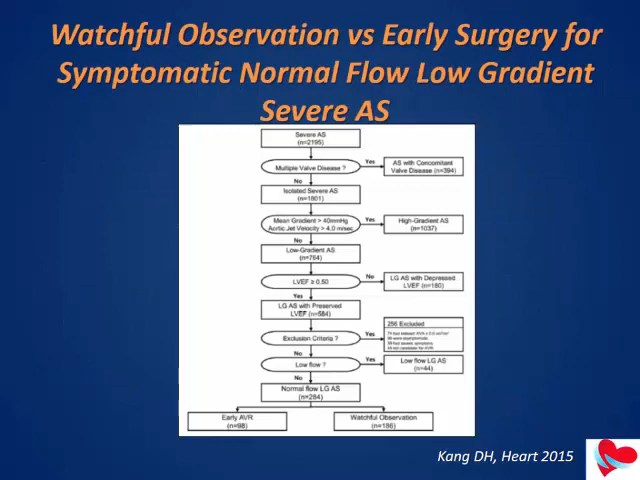 Watchful Observation vs Early Surgery for
Symptomatic Normal Flow Low Gradient
Severe AS
Severe AS
(n=2195)
Multiple Valve Disease ?
Yes
AS with Concomitant
Valve Disease (n=394)
No
Isolated Severe AS
(n=1801)
Mean Gradient > 40mmHg
Aortic Jet Velocity > 4.0 m/sec
Yes
High-Gradient AS
(n=1037)
No
Low-Gradient AS
(n=764)
LVEF ≥ 0.50
No
LG AS with Depressed
LVEF (n=180)
Yes
LG AS with Preserved
LVEF (n=584)
Exclusion Criteria ?
Yes
256 Excluded
No
Low flow ?
Yes
Low flow LG AS
(n=44)
No
Normal flow LG AS
(n=284)
Early AVR
(n=98)
Watchful Observation
(n=186)
Kang DH, Heart 2015